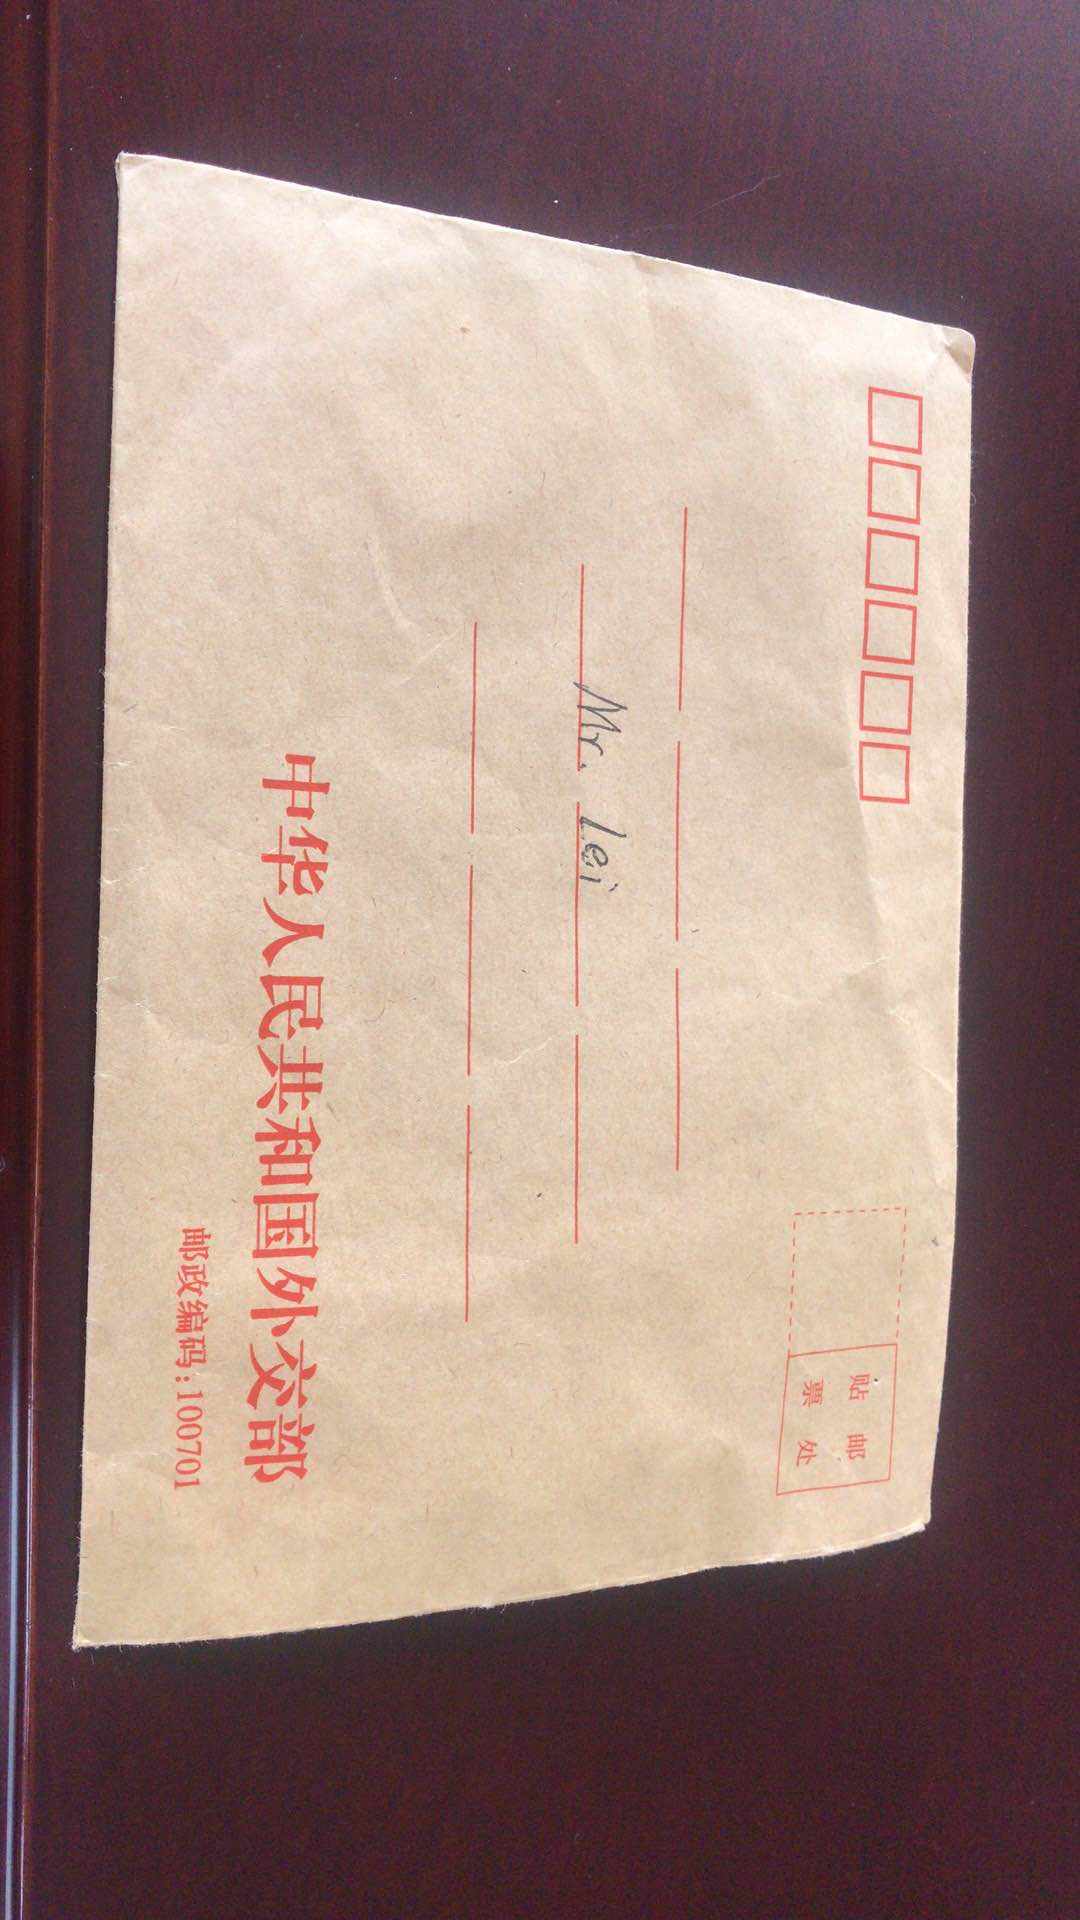 贴 邮
票 处
Mr. Lei
中华人民共和国外交部
邮政编码:100701